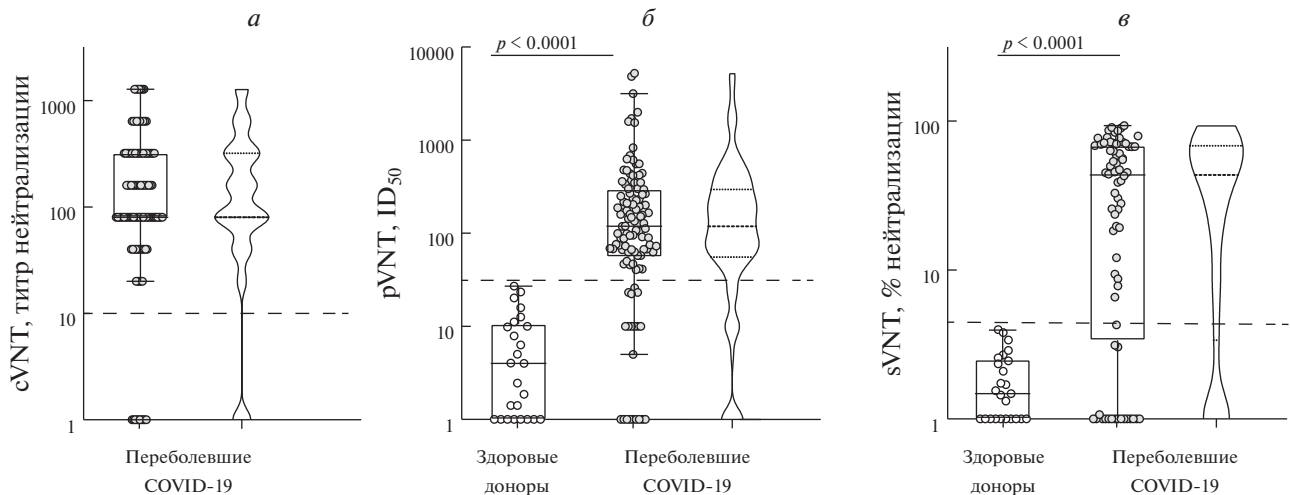 а
cVNT, титр нейтрализации
1000
100
10
1
Переболевшие
COVID-19
б
p < 0.0001
pVNT, ID50
10000
1000
100
10
1
Здоровые
доноры
Переболевшие
COVID-19
в
p < 0.0001
sVNT, % нейтрализации
100
10
1
Здоровые
доноры
Переболевшие
COVID-19